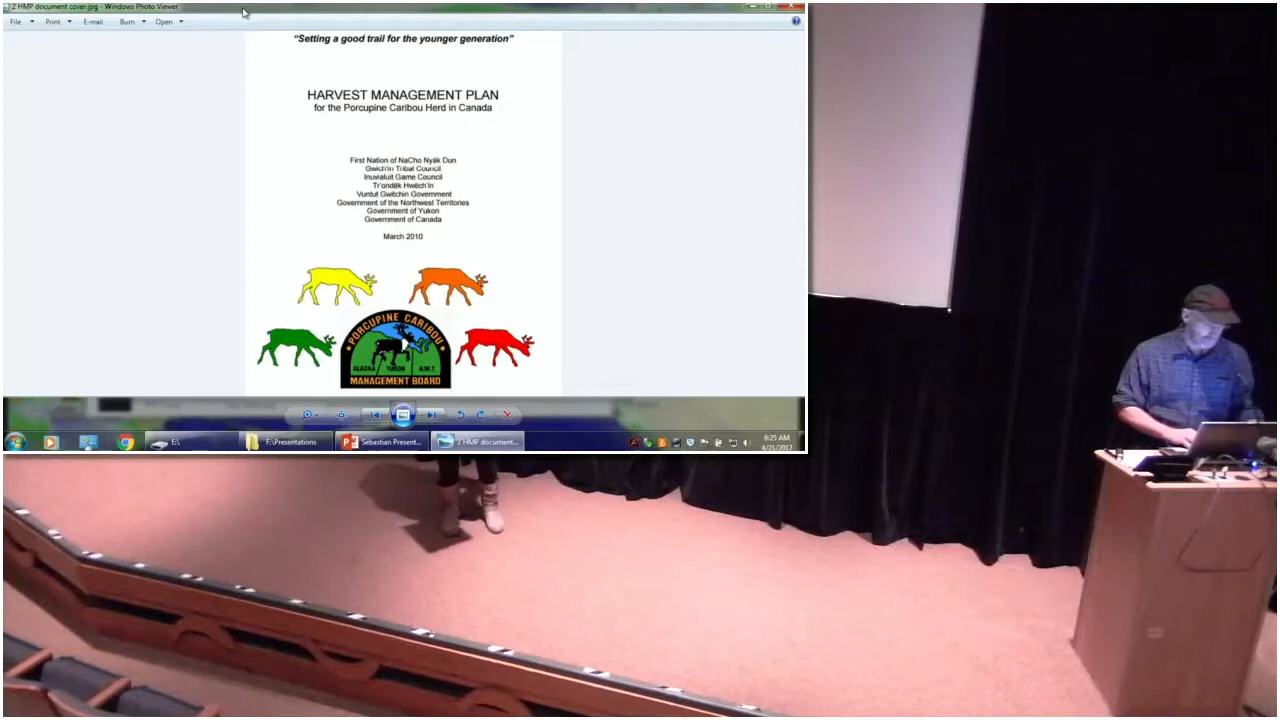 2 HMP document cover.jpg - Windows Photo Viewer
File Print E-mail Burn Open
“Setting a good trail for the younger generation”
HARVEST MANAGEMENT PLAN
for the Porcupine Caribou Herd in Canada
First Nation of NaCho Nyäk Dun
Gwich'in Tribal Council
Inuvialuit Game Council
Tr'ondëk Hwëch'in
Vuntut Gwitchin Government
Government of the Northwest Territories
Government of Yukon
Government of Canada
March 2010
PORCUPINE CARIBOU
ALASKA YUKON N.W.T.
MANAGEMENT BOARD
E:\ F:\Presentations Sebastian Present... 2 HMP document...
9:25 AM
4/21/2017